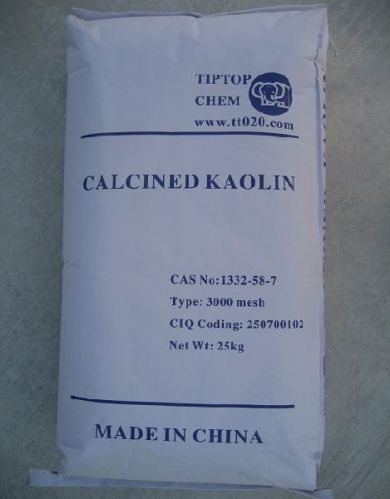 TIPTOP
CHEM
www.tt020.com
CALCINED KAOLIN
CAS No:1332-58-7
Type: 3000 mesh
CIQ Coding: 250700102
Net Wt: 25kg
MADE IN CHINA